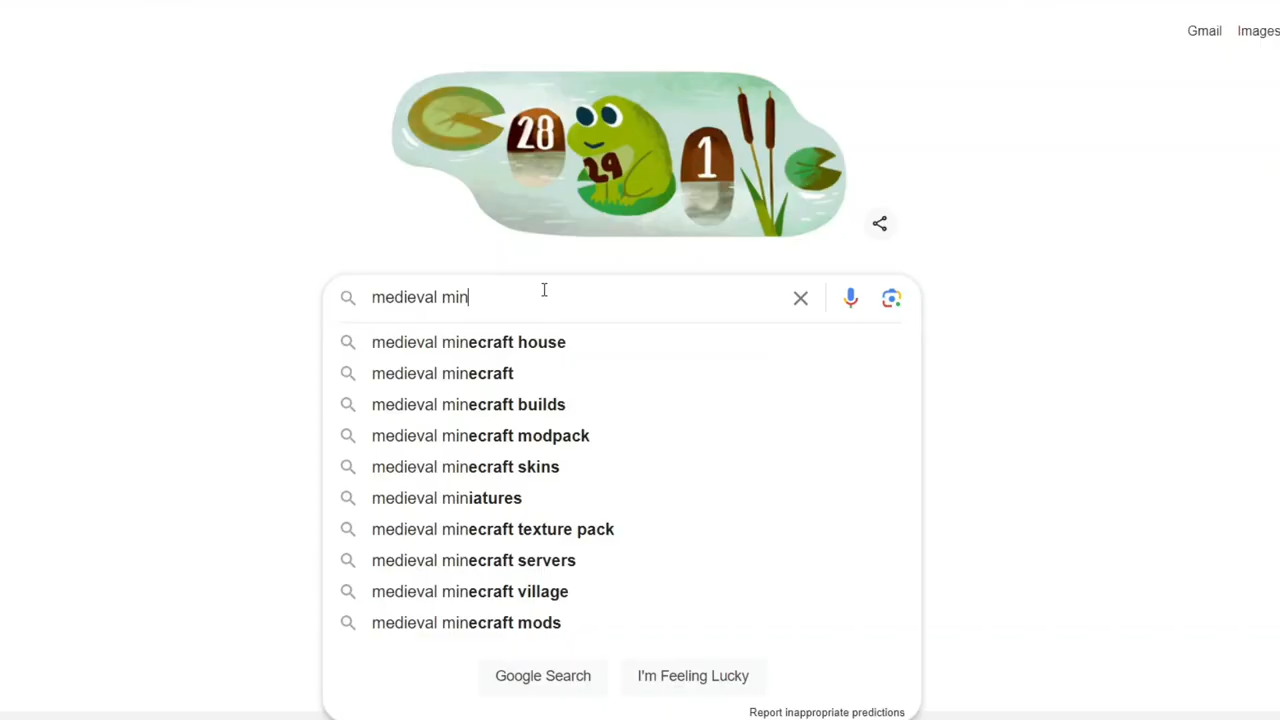 Gmail Images
28 29 1
medieval min
medieval minecraft house
medieval minecraft
medieval minecraft builds
medieval minecraft modpack
medieval minecraft skins
medieval miniatures
medieval minecraft texture pack
medieval minecraft servers
medieval minecraft village
medieval minecraft mods
Google Search I'm Feeling Lucky
Report inappropriate predictions